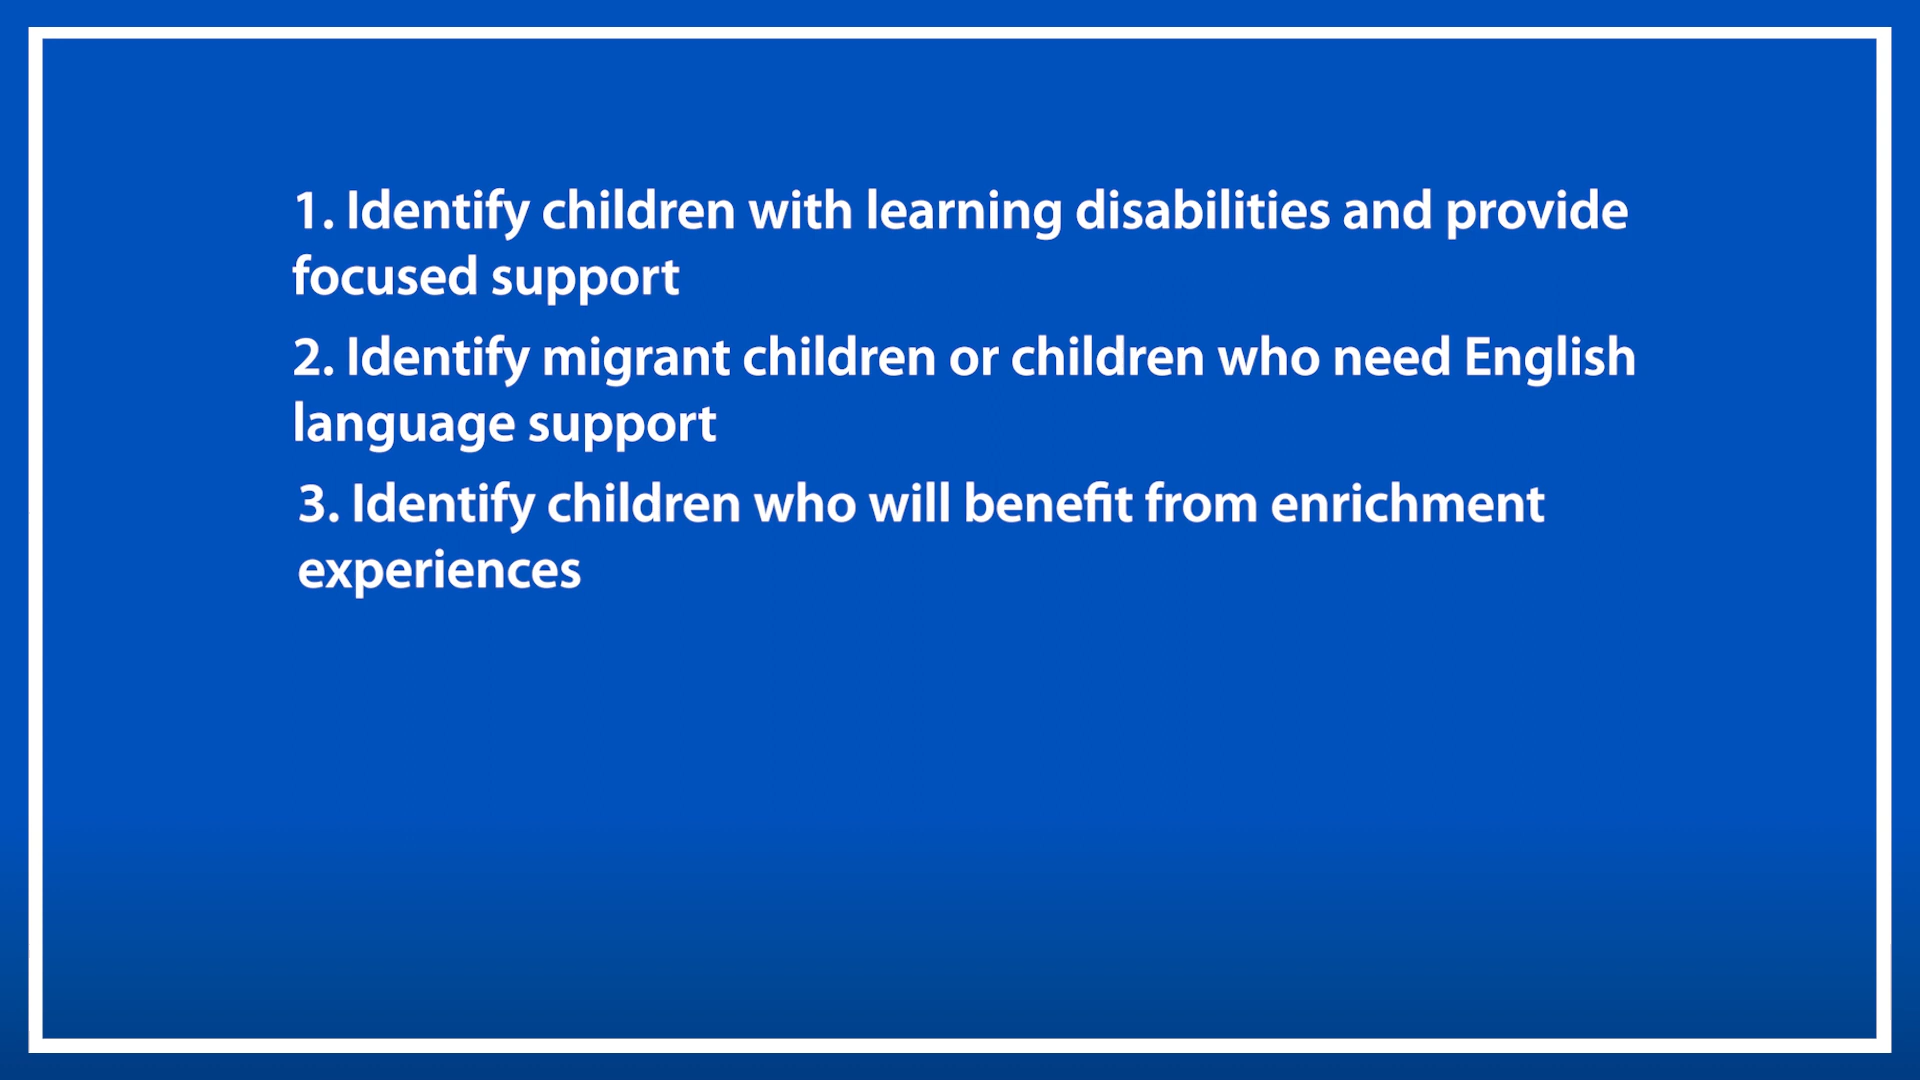 1. Identify children with learning disabilities and provide
focused support
2. Identify migrant children or children who need English
language support
3. Identify children who will benefit from enrichment
experiences